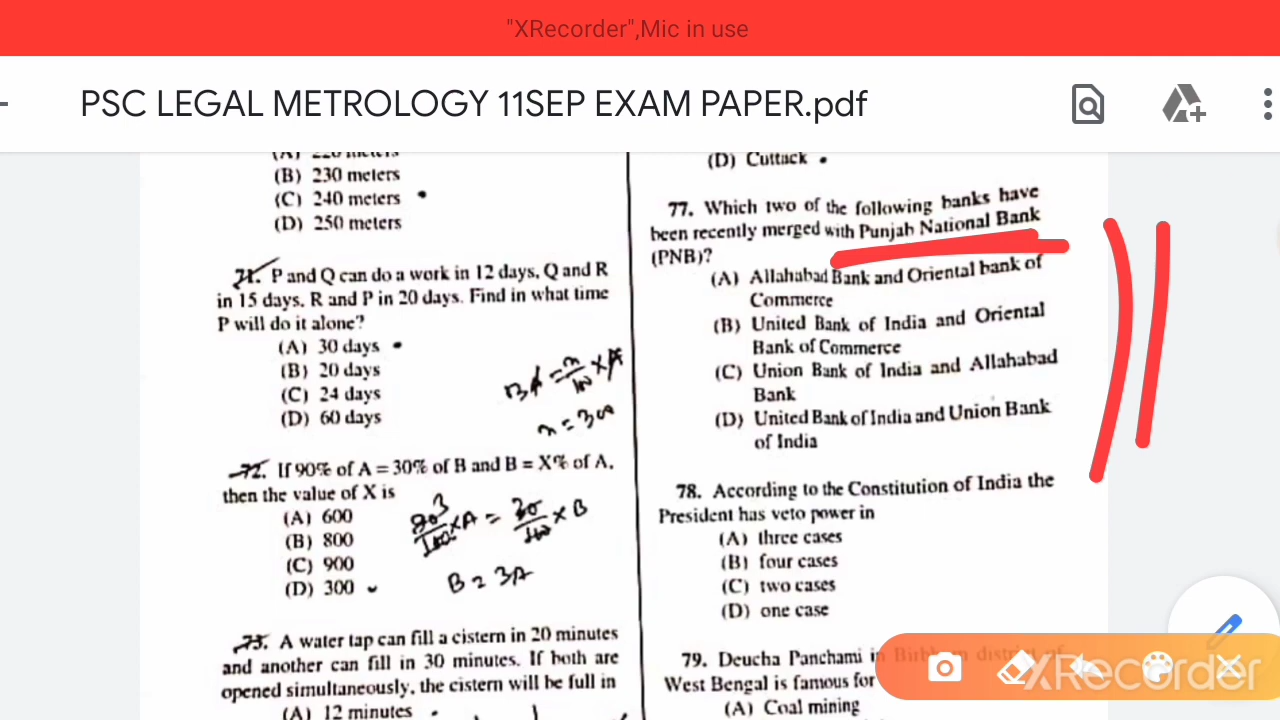 "XRecorder",Mic in use
PSC LEGAL METROLOGY 11SEP EXAM PAPER.pdf
(A) 220 meters
(B) 230 meters
(C) 240 meters
(D) 250 meters
71. P and Q can do a work in 12 days, Q and R
in 15 days, R and P in 20 days. Find in what time
P will do it alone?
(A) 30 days
(B) 20 days
(C) 24 days
(D) 60 days
72. If 90% of A = 30% of B and B = X% of A,
then the value of X is
(A) 600
(B) 800
(C) 900
(D) 300
B = 3A
73. A water tap can fill a cistern in 20 minutes
and another can fill in 30 minutes. If both are
opened simultaneously, the cistern will be full in
(A) 12 minutes
(D) Cuttack
77. Which two of the following banks have
been recently merged with Punjab National Bank
(PNB)?
(A) Allahabad Bank and Oriental bank of
Commerce
(B) United Bank of India and Oriental
Bank of Commerce
(C) Union Bank of India and Allahabad
Bank
(D) United Bank of India and Union Bank
of India
78. According to the Constitution of India the
President has veto power in
(A) three cases
(B) four cases
(C) two cases
(D) one case
79. Deucha Panchami in Birbhum district of
West Bengal is famous for
(A) Coal mining
XRecorder